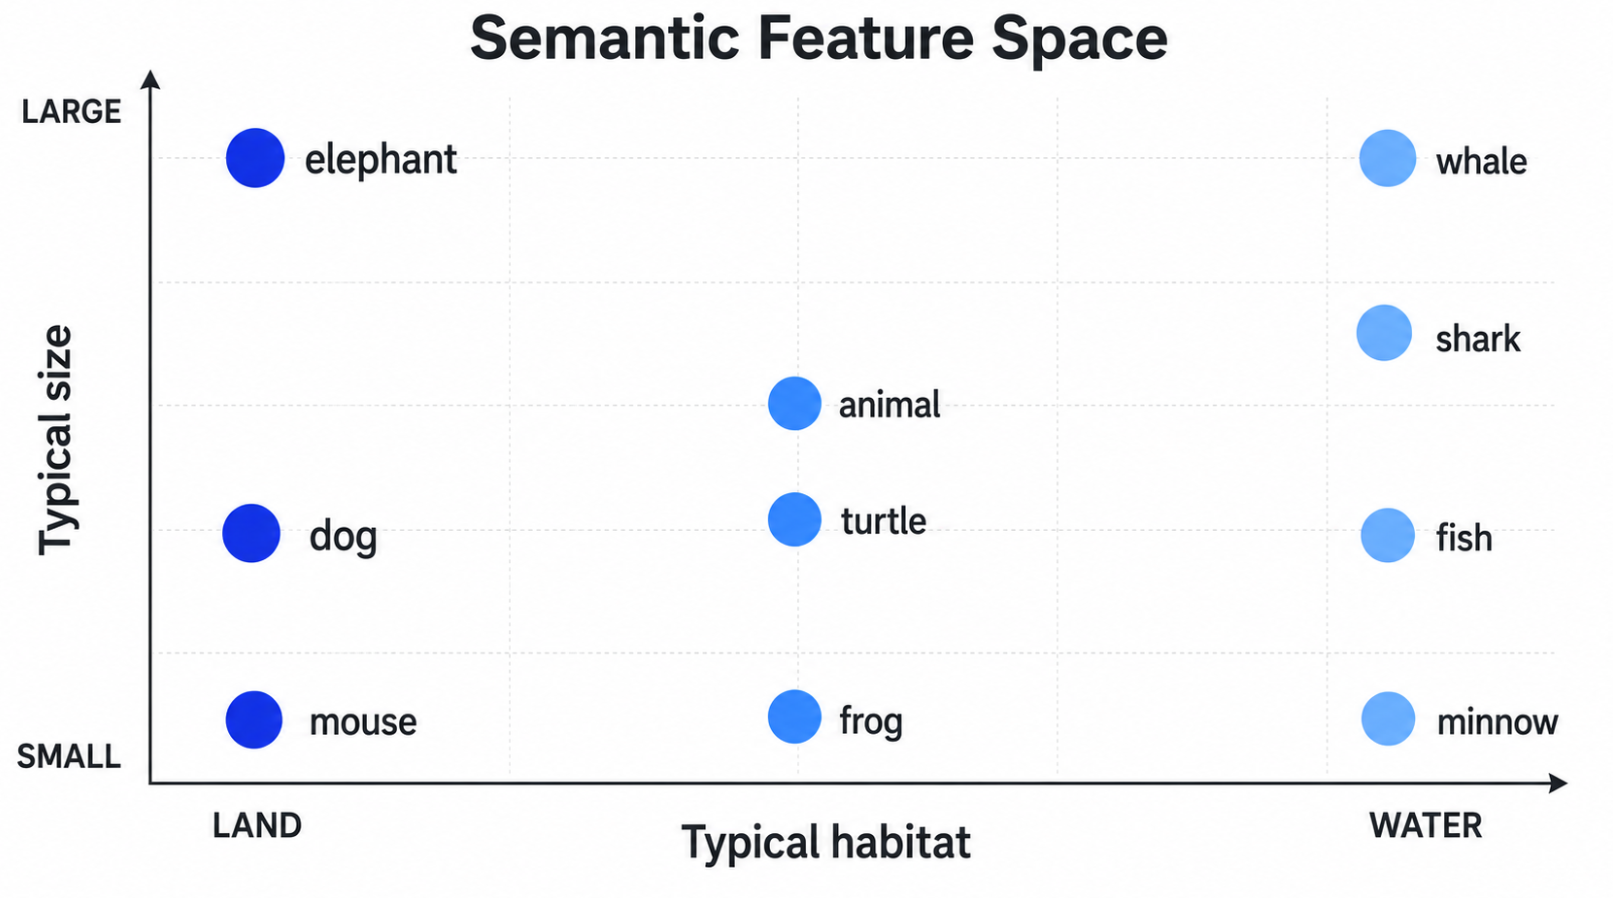 Semantic Feature Space
LARGE
elephant
whale
shark
Typical size
animal
turtle
dog
fish
mouse
frog
minnow
SMALL
LAND
Typical habitat
WATER